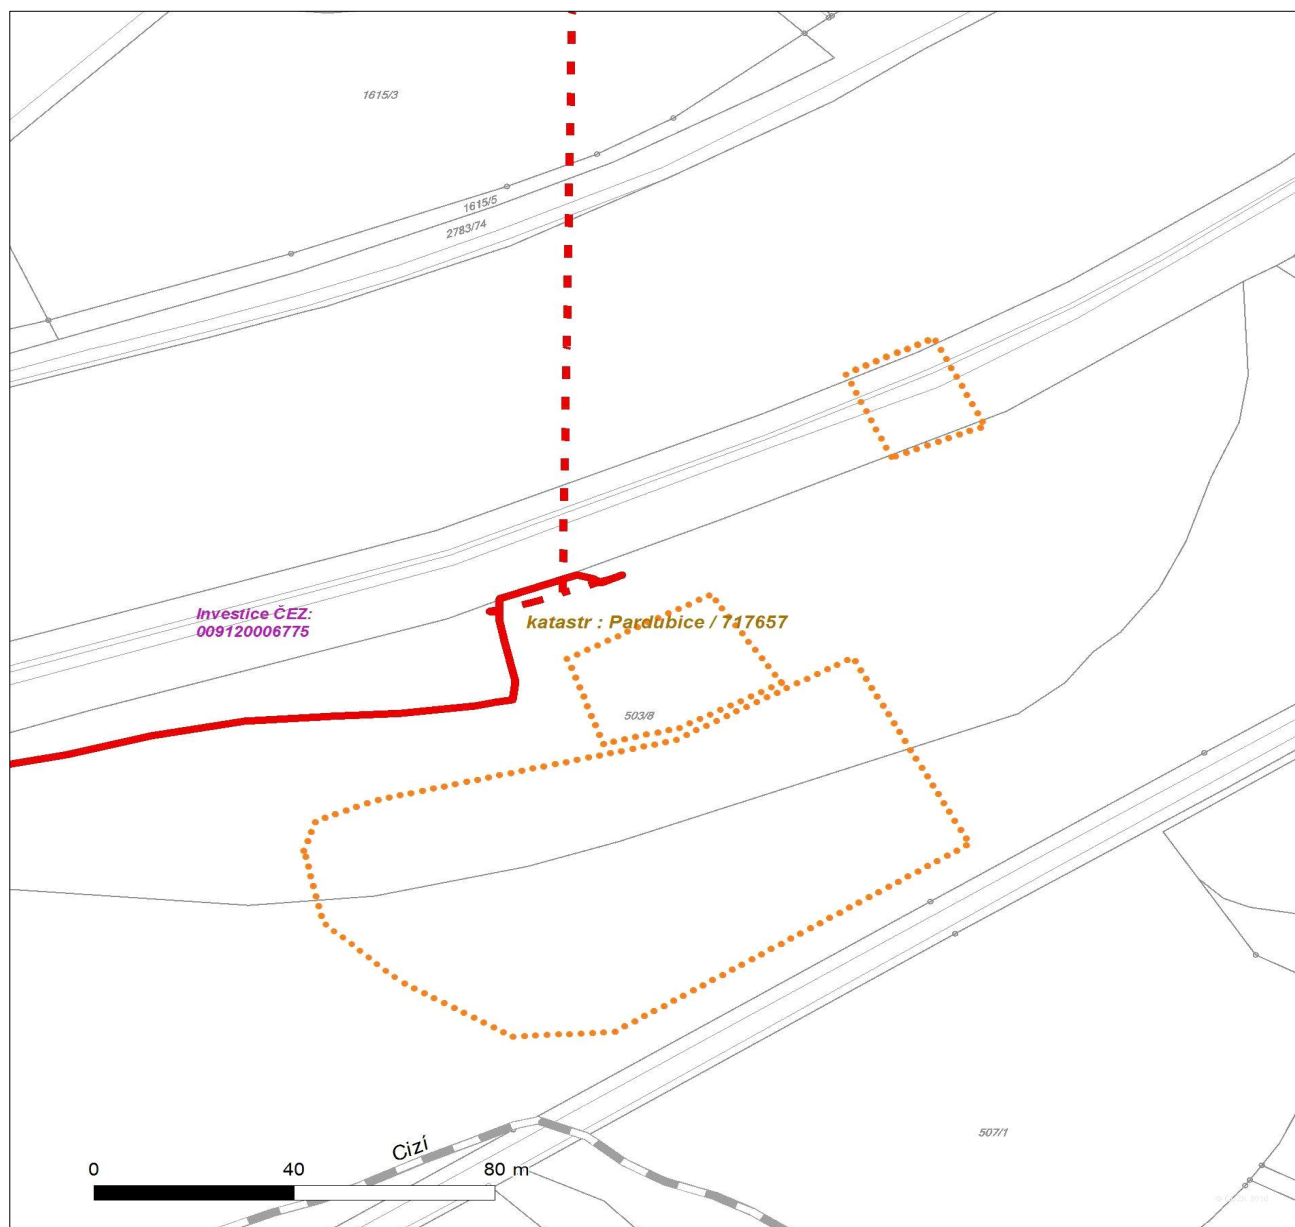 1615/3
1615/5
2783/74
Investice ČEZ:
009120006775
katastr : Pardubice / 717657
503/8
507/1
Cizí
0 40 80 m